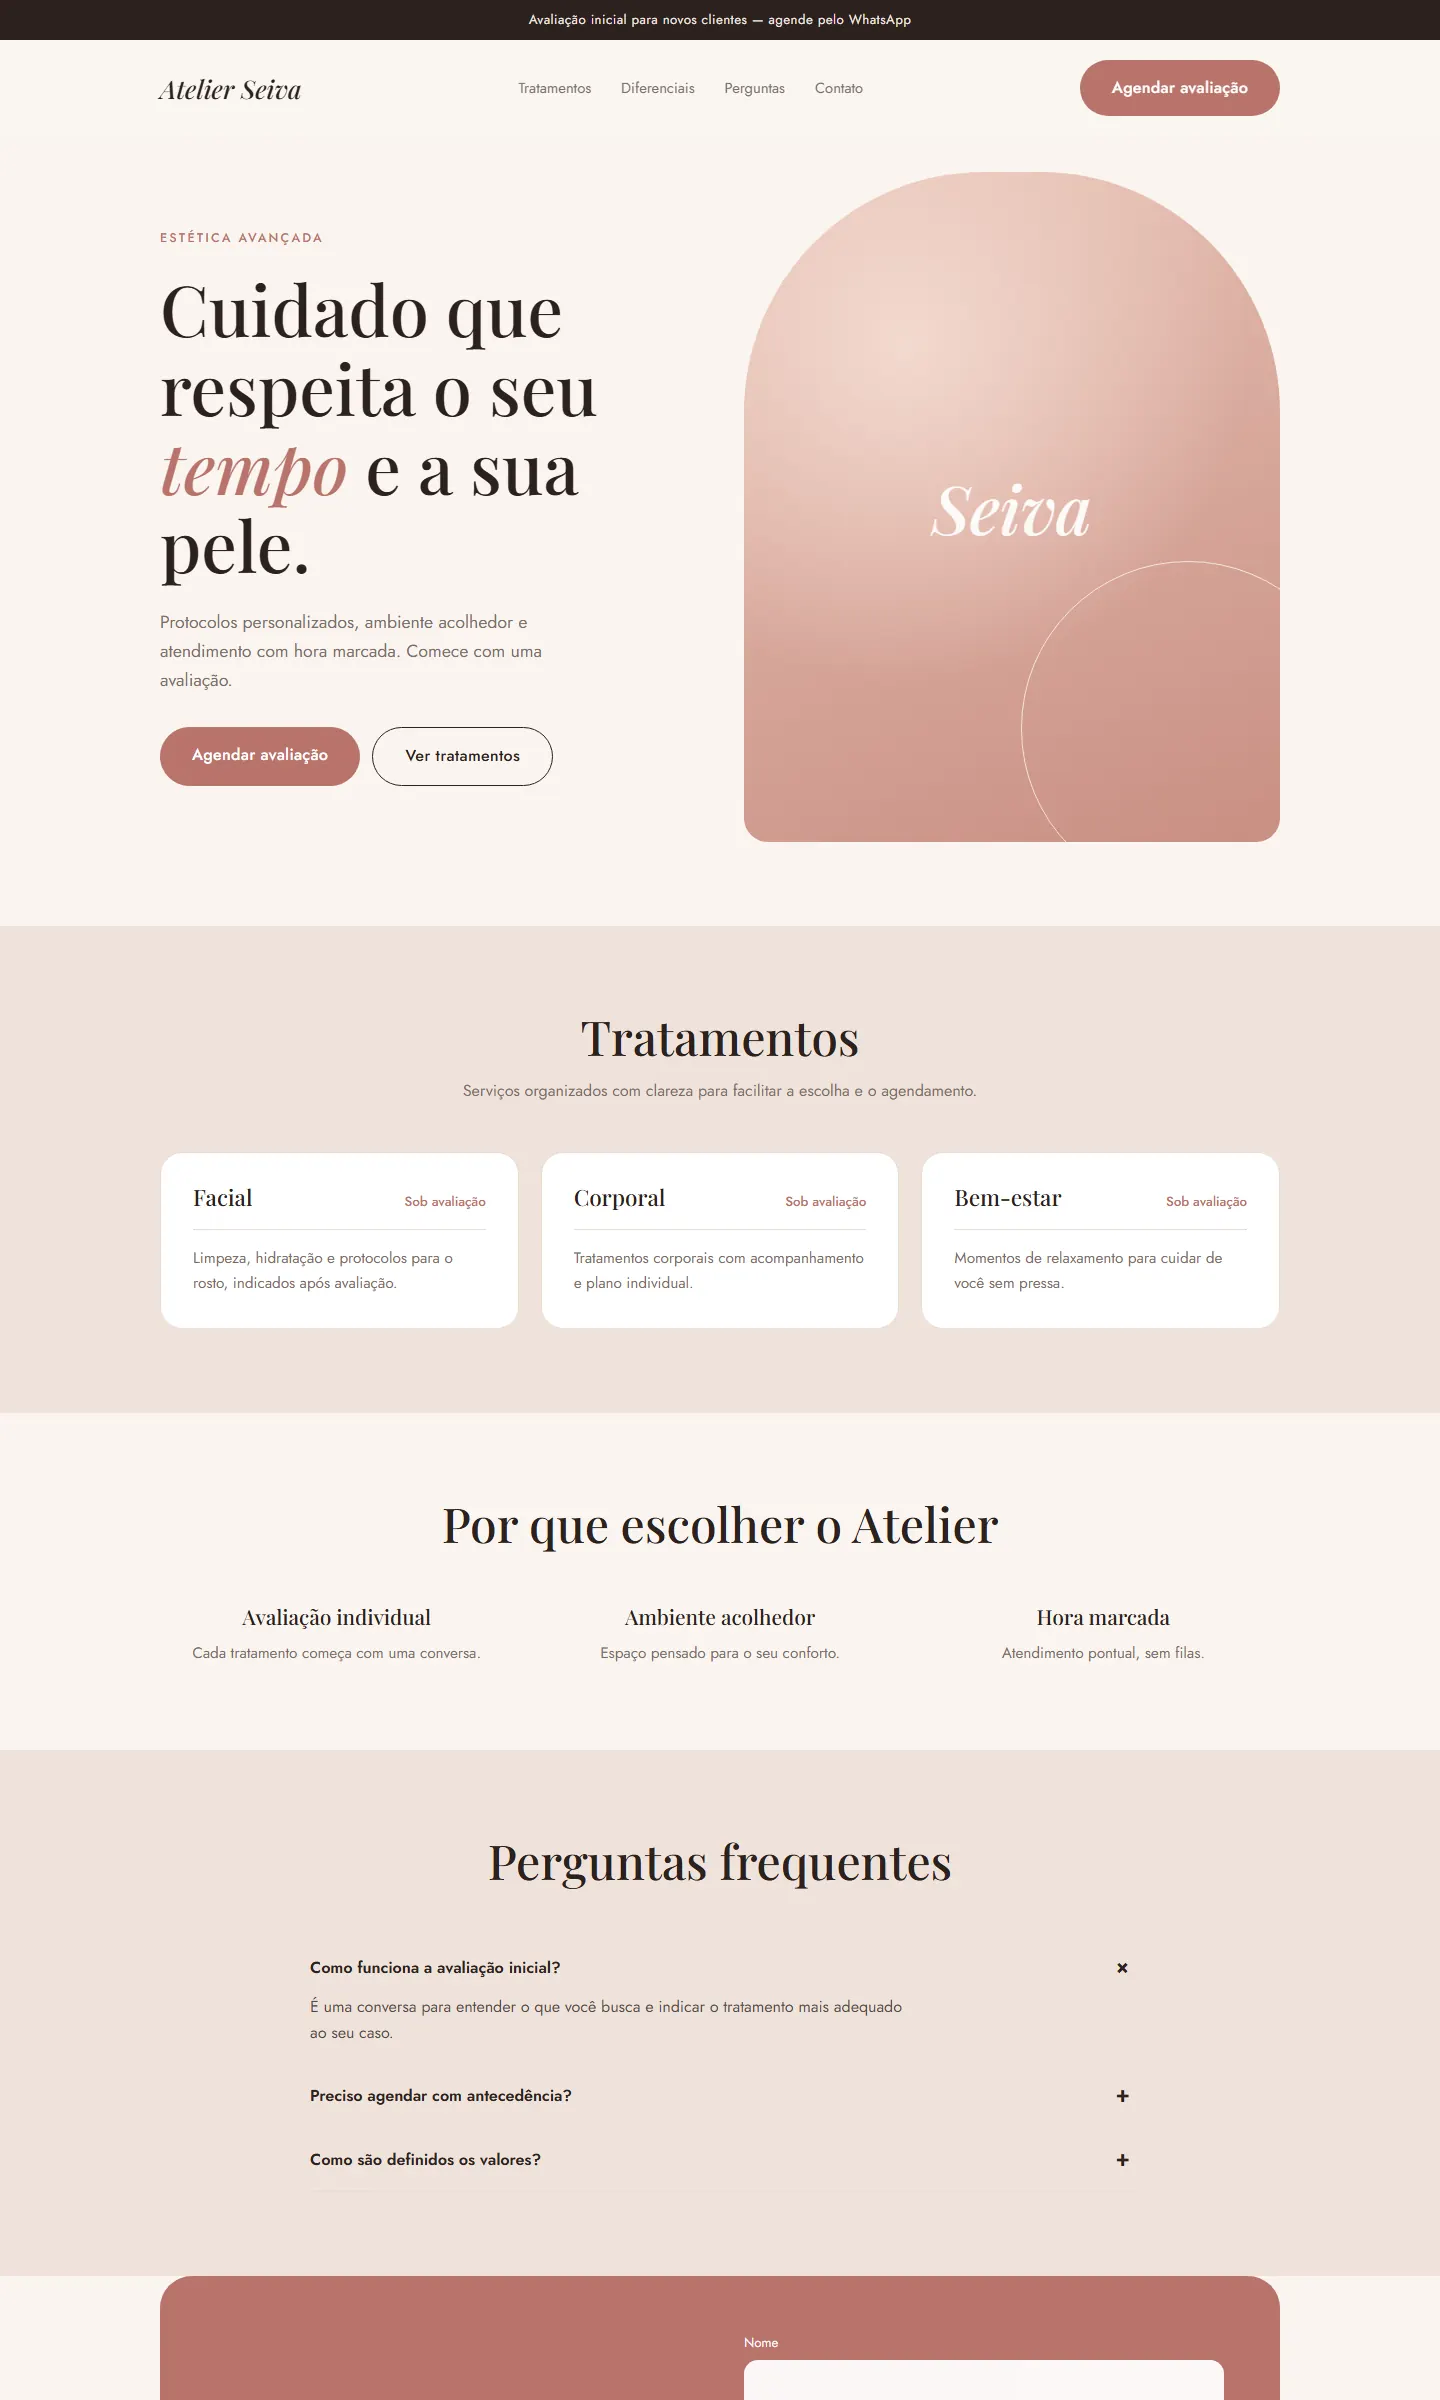 Avaliação inicial para novos clientes — agende pelo WhatsApp
Atelier Seiva
Tratamentos
Diferenciais
Perguntas
Contato
Agendar avaliação
ESTÉTICA AVANÇADA
Cuidado que
respeita o seu
tempo e a sua
pele.
Protocolos personalizados, ambiente acolhedor e
atendimento com hora marcada. Comece com uma
avaliação.
Agendar avaliação
Ver tratamentos
Seiva
Tratamentos
Serviços organizados com clareza para facilitar a escolha e o agendamento.
Facial
Sob avaliação
Limpeza, hidratação e protocolos para o
rosto, indicados após avaliação.
Corporal
Sob avaliação
Tratamentos corporais com acompanhamento
e plano individual.
Bem-estar
Sob avaliação
Momentos de relaxamento para cuidar de
você sem pressa.
Por que escolher o Atelier
Avaliação individual
Cada tratamento começa com uma conversa.
Ambiente acolhedor
Espaço pensado para o seu conforto.
Hora marcada
Atendimento pontual, sem filas.
Perguntas frequentes
Como funciona a avaliação inicial?
É uma conversa para entender o que você busca e indicar o tratamento mais adequado
ao seu caso.
Preciso agendar com antecedência?
+
Como são definidos os valores?
+
Nome